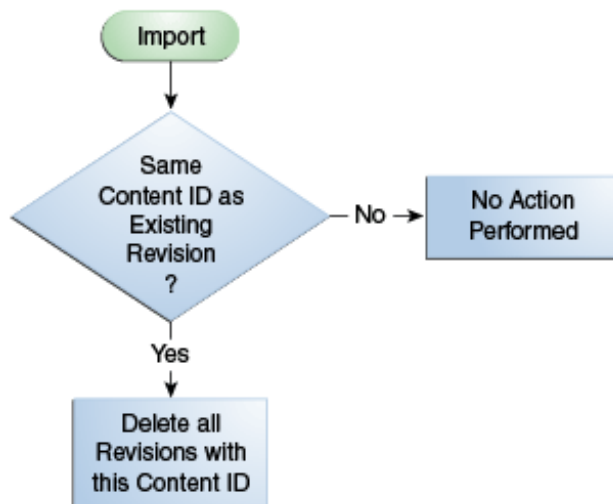 Import
Same
Content ID as
Existing
Revision
?
No
No Action
Performed
Yes
Delete all
Revisions with
this Content ID